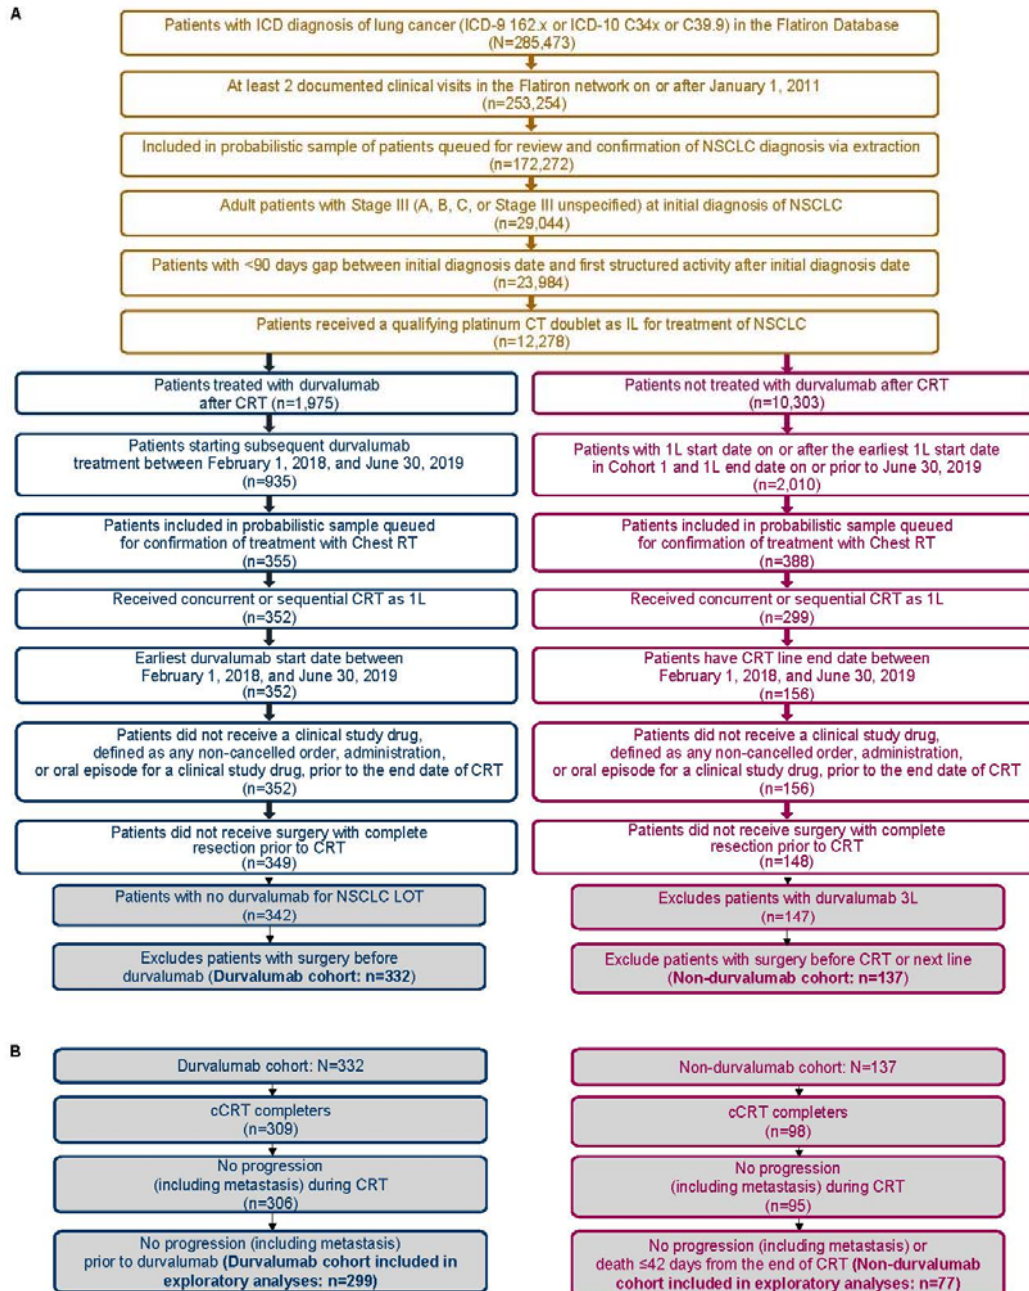 A
Patients with ICD diagnosis of lung cancer (ICD-9 162.x or ICD-10 C34x or C39.9) in the Flatiron Database
(N=285,473)
At least 2 documented clinical visits in the Flatiron network on or after January 1, 2011
(n=253,254)
Included in probabilistic sample of patients queued for review and confirmation of NSCLC diagnosis via extraction
(n=172,272)
Adult patients with Stage III (A, B, C, or Stage III unspecified) at initial diagnosis of NSCLC
(n=29,044)
Patients with <90 days gap between initial diagnosis date and first structured activity after initial diagnosis date
(n=23,984)
Patients received a qualifying platinum CT doublet as IL for treatment of NSCLC
(n=12,278)
Patients treated with durvalumab
after CRT (n=1,975)
Patients starting subsequent durvalumab
treatment between February 1, 2018, and June 30, 2019
(n=935)
Patients included in probabilistic sample queued
for confirmation of treatment with Chest RT
(n=355)
Received concurrent or sequential CRT as 1L
(n=352)
Earliest durvalumab start date between
February 1, 2018, and June 30, 2019
(n=352)
Patients did not receive a clinical study drug,
defined as any non-cancelled order, administration,
or oral episode for a clinical study drug, prior to the end date of CRT
(n=352)
Patients did not receive surgery with complete
resection prior to CRT
(n=349)
Patients with no durvalumab for NSCLC LOT
(n=342)
Excludes patients with surgery before
durvalumab (Durvalumab cohort: n=332)
Patients not treated with durvalumab after CRT
(n=10,303)
Patients with 1L start date on or after the earliest 1L start date
in Cohort 1 and 1L end date on or prior to June 30, 2019
(n=2,010)
Patients included in probabilistic sample queued
for confirmation of treatment with Chest RT
(n=388)
Received concurrent or sequential CRT as 1L
(n=299)
Patients have CRT line end date between
February 1, 2018, and June 30, 2019
(n=156)
Patients did not receive a clinical study drug,
defined as any non-cancelled order, administration,
or oral episode for a clinical study drug, prior to the end date of CRT
(n=156)
Patients did not receive surgery with complete
resection prior to CRT
(n=148)
Excludes patients with durvalumab 3L
(n=147)
Exclude patients with surgery before CRT or next line
(Non-durvalumab cohort: n=137)
B
Durvalumab cohort: N=332
cCRT completers
(n=309)
No progression
(including metastasis) during CRT
(n=306)
No progression (including metastasis)
prior to durvalumab (Durvalumab cohort included in
exploratory analyses: n=299)
Non-durvalumab cohort: N=137
cCRT completers
(n=98)
No progression
(including metastasis) during CRT
(n=95)
No progression (including metastasis) or
death ≤42 days from the end of CRT (Non-durvalumab
cohort included in exploratory analyses: n=77)